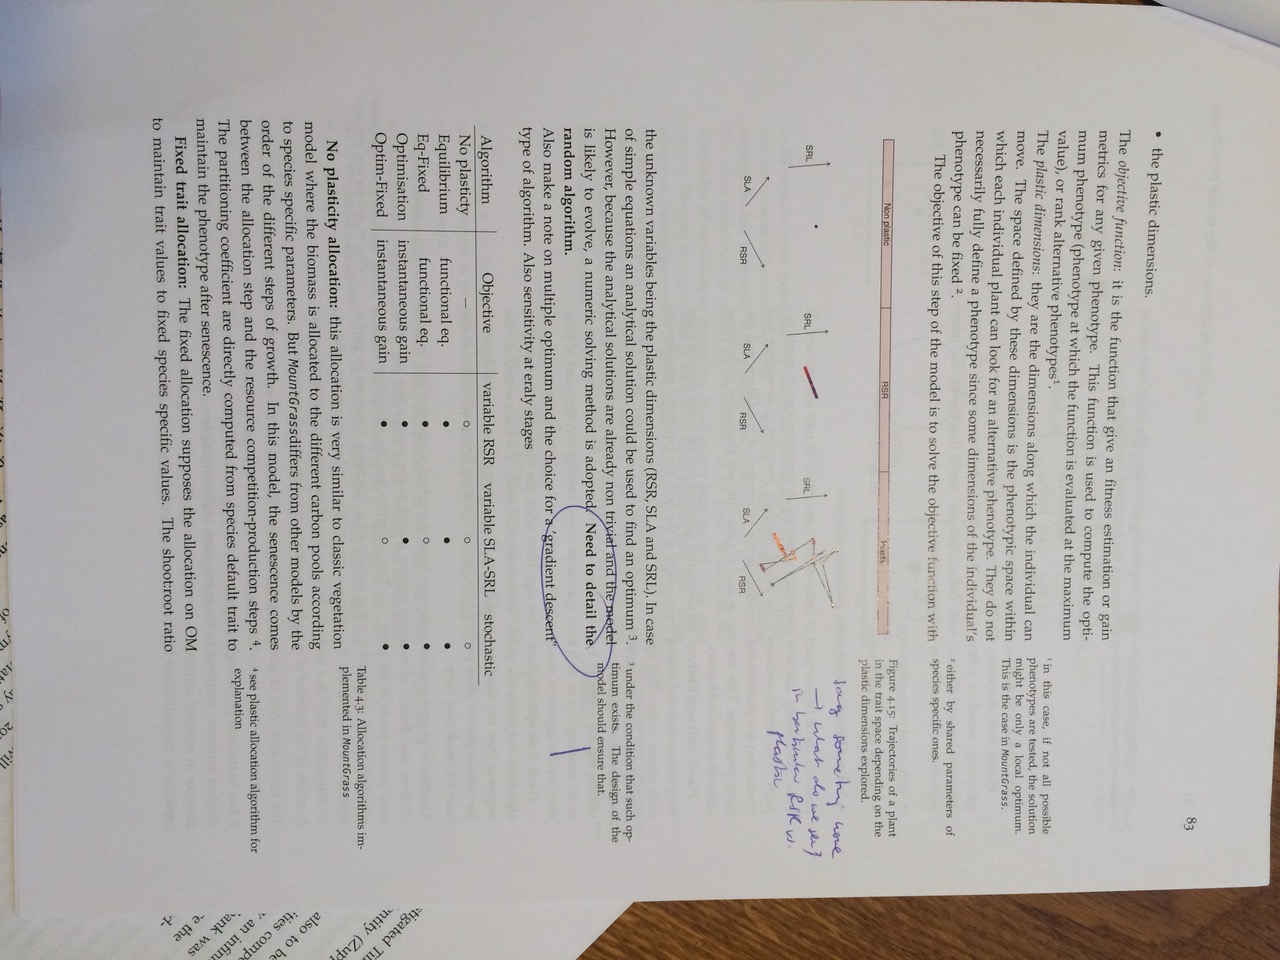 83
• the plastic dimensions.
The objective function: it is the function that give an fitness estimation or gain
metrics for any given phenotype. This function is used to compute the opti-
mum phenotype (phenotype at which the function is evaluated at the maximum
value), or rank alternative phenotypes¹.
The plastic dimensions: they are the dimensions along which the individual can
move. The space defined by these dimensions is the phenotypic space within
which each individual plant can look for an alternative phenotype. They do not
necessarily fully define a phenotype since some dimensions of the individual's
phenotype can be fixed ².
The objective of this step of the model is to solve the objective function with
¹ in this case, if not all possible
phenotypes are tested, the solution
might be only a local optimum.
This is the case in MountGrass.
² either by shared parameters of
species specific ones.
Non plastic RSR Plastic
SRL SLA RSR
SRL SLA RSR
SRL SLA RSR
Figure 4.15: Trajectories of a plant
in the trait space depending on the
plastic dimensions explored.
Say something here
→ what do we see?
in particular RSR vs.
plastic
the unknown variables being the plastic dimensions (RSR, SLA and SRL). In case
of simple equations an analytical solution could be used to find an optimum ³.
However, because the analytical solutions are already non trivial and the model
is likely to evolve, a numeric solving method is adopted. Need to detail the
random algorithm.
Also make a note on multiple optimum and the choice for a 'gradient descent"
type of algorithm. Also sensitivity at eraly stages
³ under the condition that such op-
timum exists. The design of the
model should ensure that.
Algorithm Objective variable RSR variable SLA-SRL stochastic
No plasticty – ○ ○ ○
Equilibrium functional eq. • • •
Eq-Fixed functional eq. • ○ •
Optimisation instantaneous gain • • •
Optim-Fixed instantaneous gain • ○ •
Table 4.3: Allocation algorithms im-
plemented in MountGrass
No plasticity allocation: this allocation is very similar to classic vegetation
model where the biomass is allocated to the different carbon pools according
to species specific parameters. But MountGrassdiffers from other models by the
order of the different steps of growth. In this model, the senescence comes
between the allocation step and the resource competition-production steps ⁴.
The partitioning coefficient are directly computed from species default trait to
maintain the phenotype after senescence.
Fixed trait allocation: The fixed allocation supposes the allocation on OM
to maintain trait values to fixed species specific values. The shoot:root ratio
⁴ see plastic allocation algorithm for
explanation
stigated
also to be
ties comp
an infini
bank was
e the